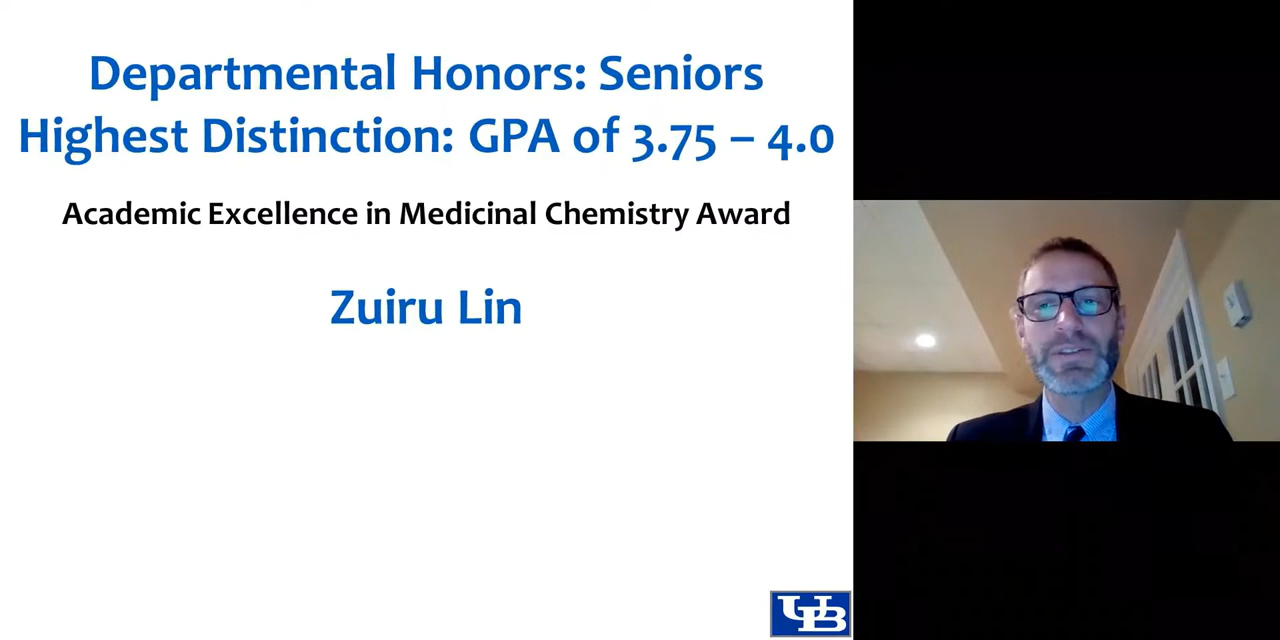 Departmental Honors: Seniors
Highest Distinction: GPA of 3.75 – 4.0
Academic Excellence in Medicinal Chemistry Award
Zuiru Lin
UB